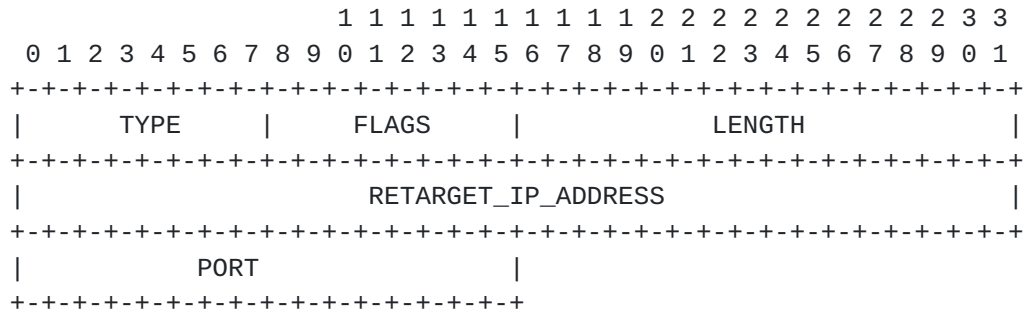 1 1 1 1 1 1 1 1 1 1 2 2 2 2 2 2 2 2 2 2 3 3
 0 1 2 3 4 5 6 7 8 9 0 1 2 3 4 5 6 7 8 9 0 1 2 3 4 5 6 7 8 9 0 1
+-+-+-+-+-+-+-+-+-+-+-+-+-+-+-+-+-+-+-+-+-+-+-+-+-+-+-+-+-+-+-+-+
|      TYPE     |     FLAGS     |            LENGTH             |
+-+-+-+-+-+-+-+-+-+-+-+-+-+-+-+-+-+-+-+-+-+-+-+-+-+-+-+-+-+-+-+-+
|                      RETARGET_IP_ADDRESS                      |
+-+-+-+-+-+-+-+-+-+-+-+-+-+-+-+-+-+-+-+-+-+-+-+-+-+-+-+-+-+-+-+-+
|           PORT                |
+-+-+-+-+-+-+-+-+-+-+-+-+-+-+-+-+